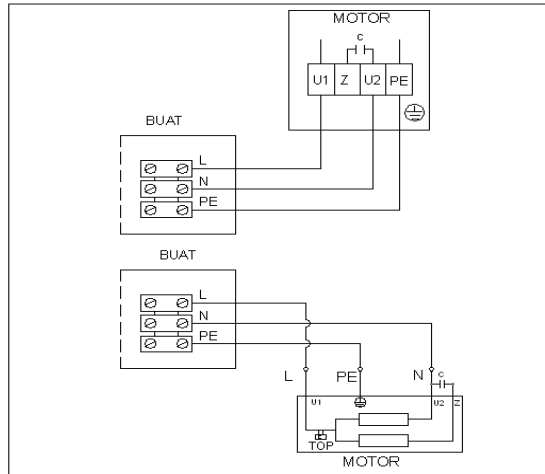 MOTOR
C
U1 Z U2 PE
BUAT
L
N
PE
BUAT
L
N
PE
L PE N C
U1 U2 Z
TOP
MOTOR